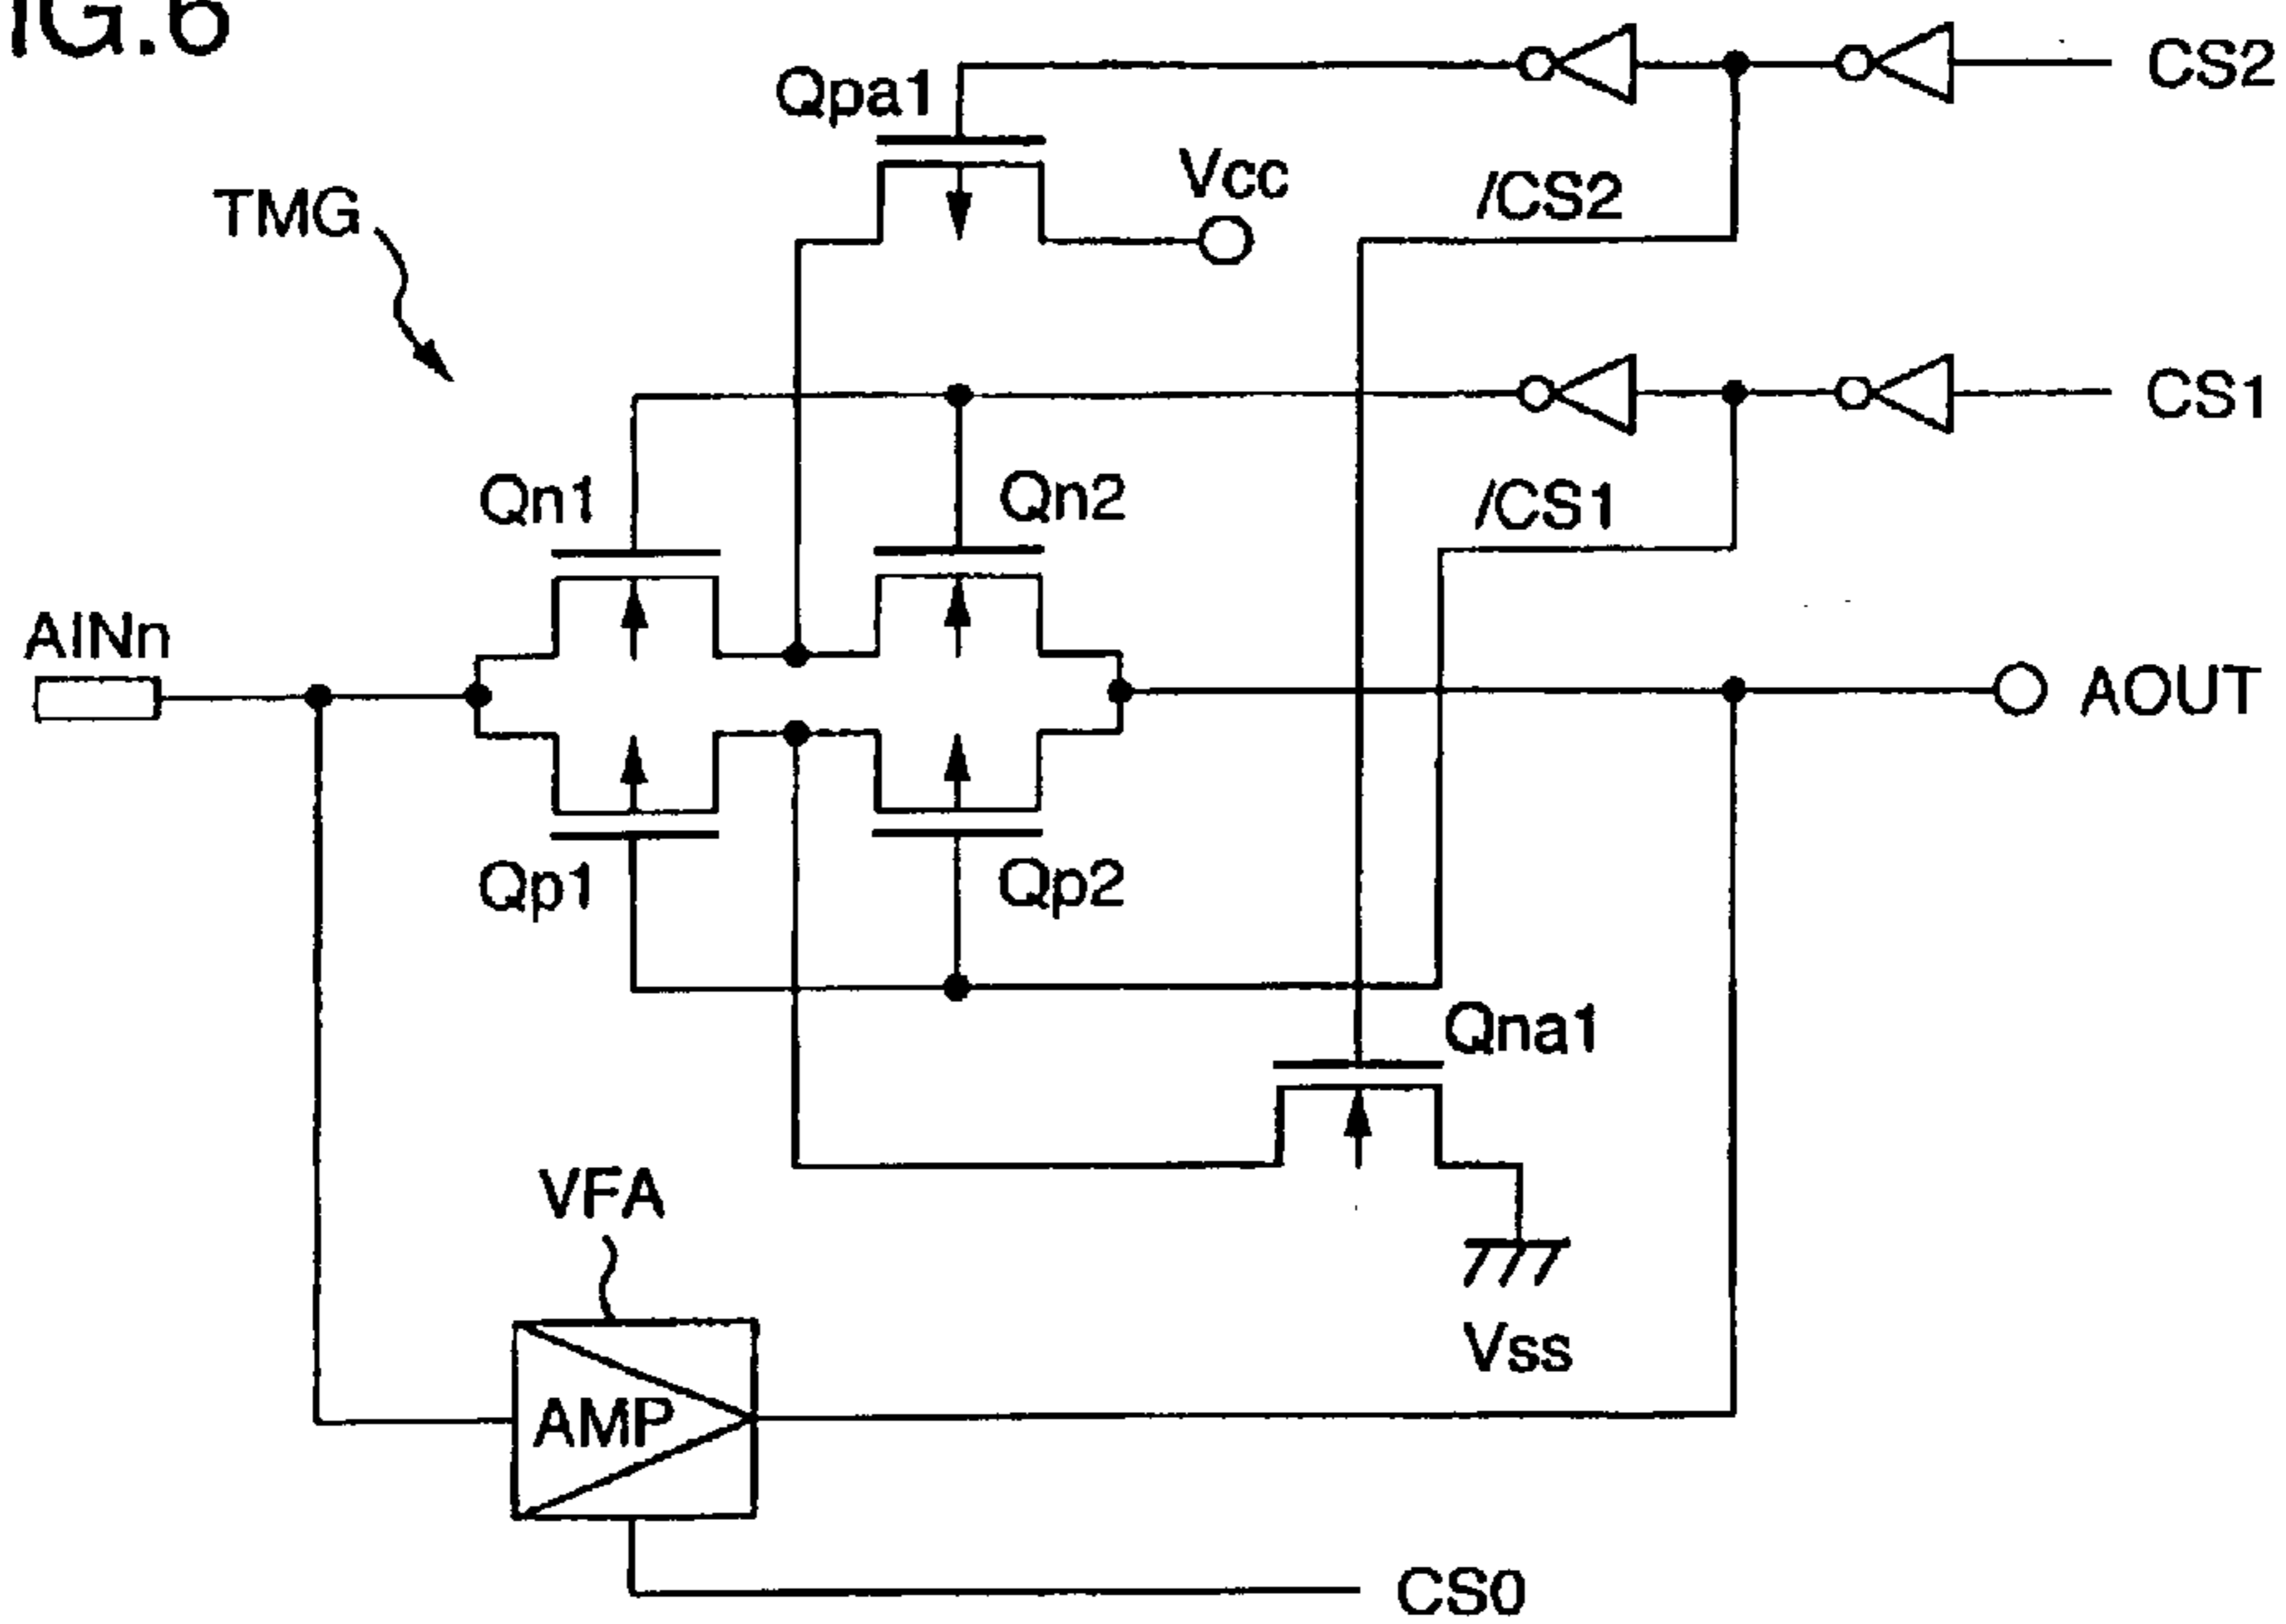 IG.6
CS2
Qpa1
Vcc
/CS2
TMG
CS1
Qn1
Qn2
/CS1
AINn
AOUT
Qp1
Qp2
Qna1
VFA
Vss
AMP
CS0